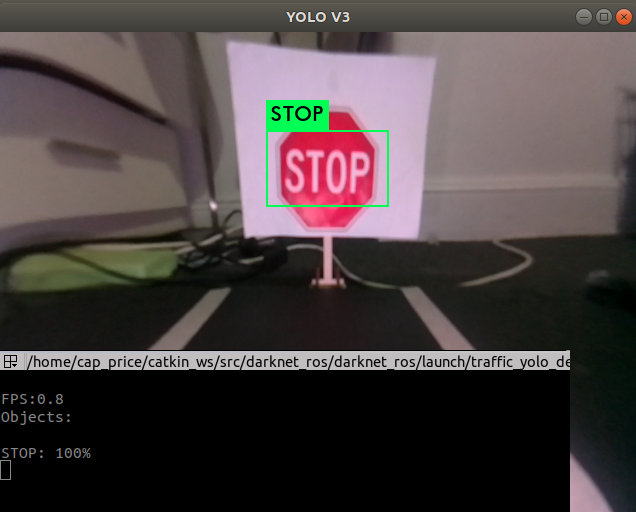 YOLO V3
STOP
STOP
/home/cap_price/catkin_ws/src/darknet_ros/darknet_ros/launch/traffic_yolo_de
FPS:0.8
Objects:
STOP: 100%